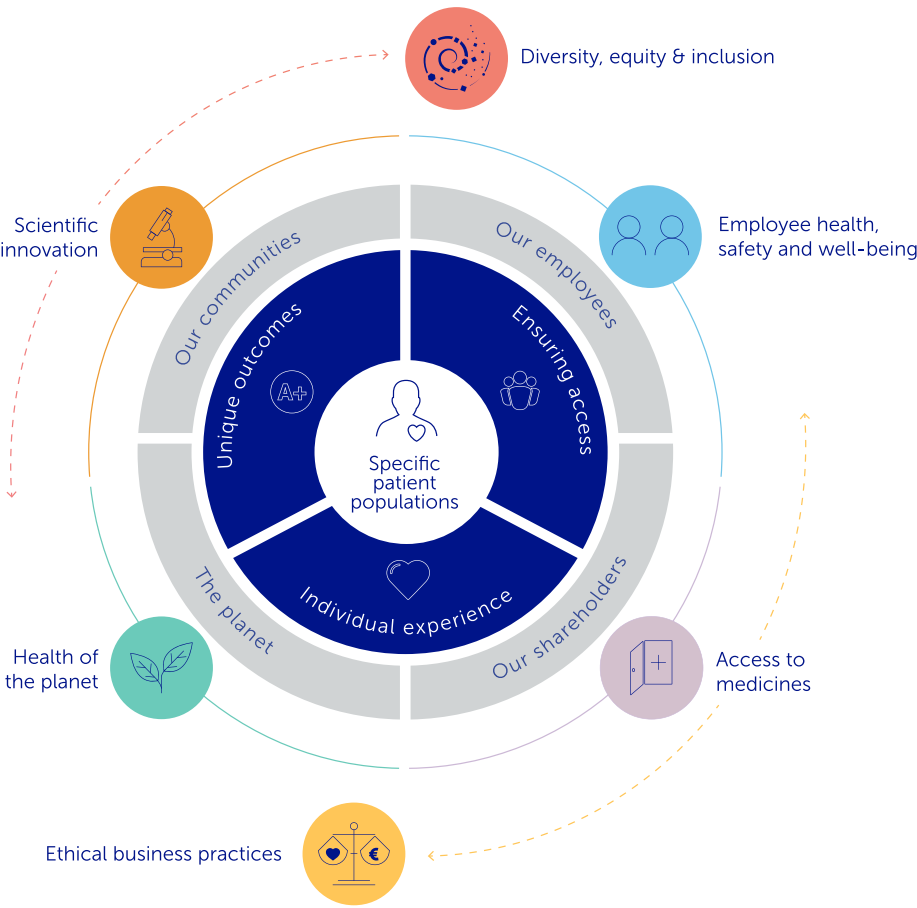 Diversity, equity & inclusion
Scientific
innovation
Employee health,
safety and well-being
Our communities
Our employees
Unique outcomes
A+
Ensuring access
Specific
patient
populations
Individual experience
The planet
Our shareholders
Health of
the planet
Access to
medicines
Ethical business practices
€